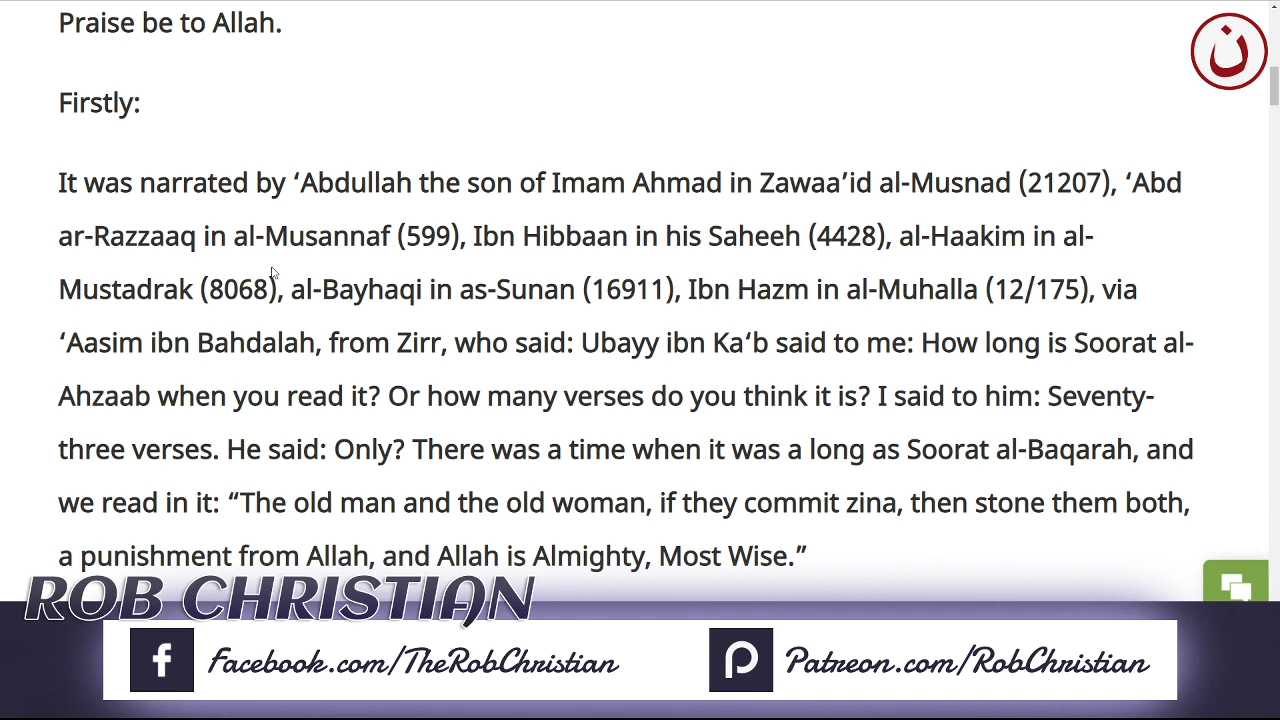 Praise be to Allah.
ن
Firstly:
It was narrated by ‘Abdullah the son of Imam Ahmad in Zawaa’id al-Musnad (21207), ‘Abd
ar-Razzaaq in al-Musannaf (599), Ibn Hibbaan in his Saheeh (4428), al-Haakim in al-
Mustadrak (8068), al-Bayhaqi in as-Sunan (16911), Ibn Hazm in al-Muhalla (12/175), via
‘Aasim ibn Bahdalah, from Zirr, who said: Ubayy ibn Ka‘b said to me: How long is Soorat al-
Ahzaab when you read it? Or how many verses do you think it is? I said to him: Seventy-
three verses. He said: Only? There was a time when it was a long as Soorat al-Baqarah, and
we read in it: “The old man and the old woman, if they commit zina, then stone them both,
a punishment from Allah, and Allah is Almighty, Most Wise.”
ROB CHRISTIAN
Facebook.com/TheRobChristian
Patreon.com/RobChristian